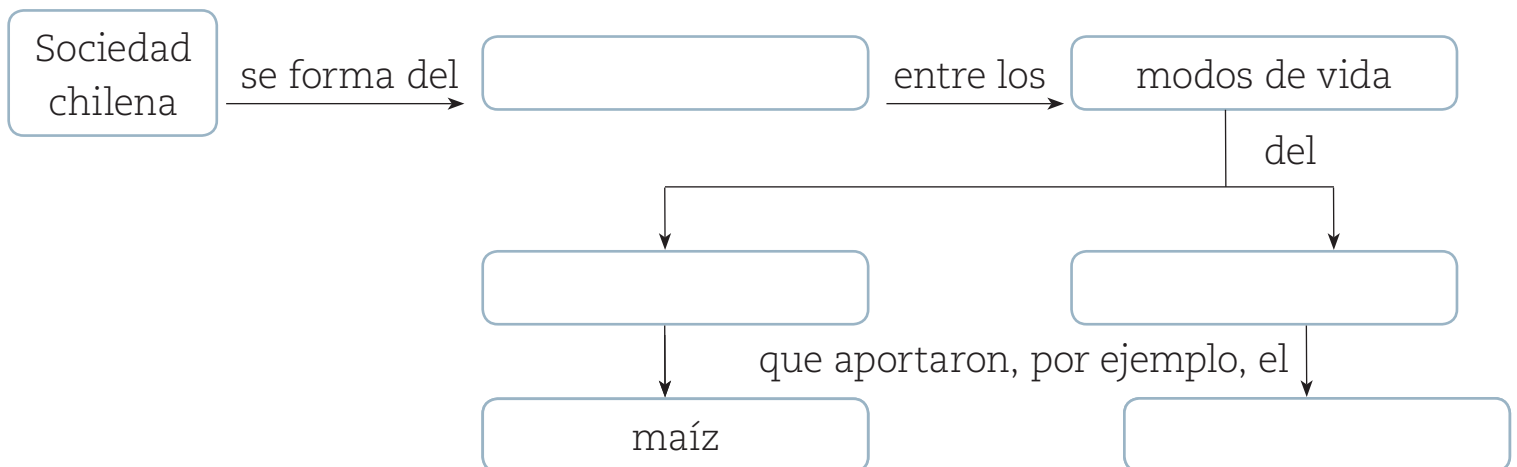 Sociedad
chilena
se forma del
entre los
modos de vida
del
que aportaron, por ejemplo, el
maíz